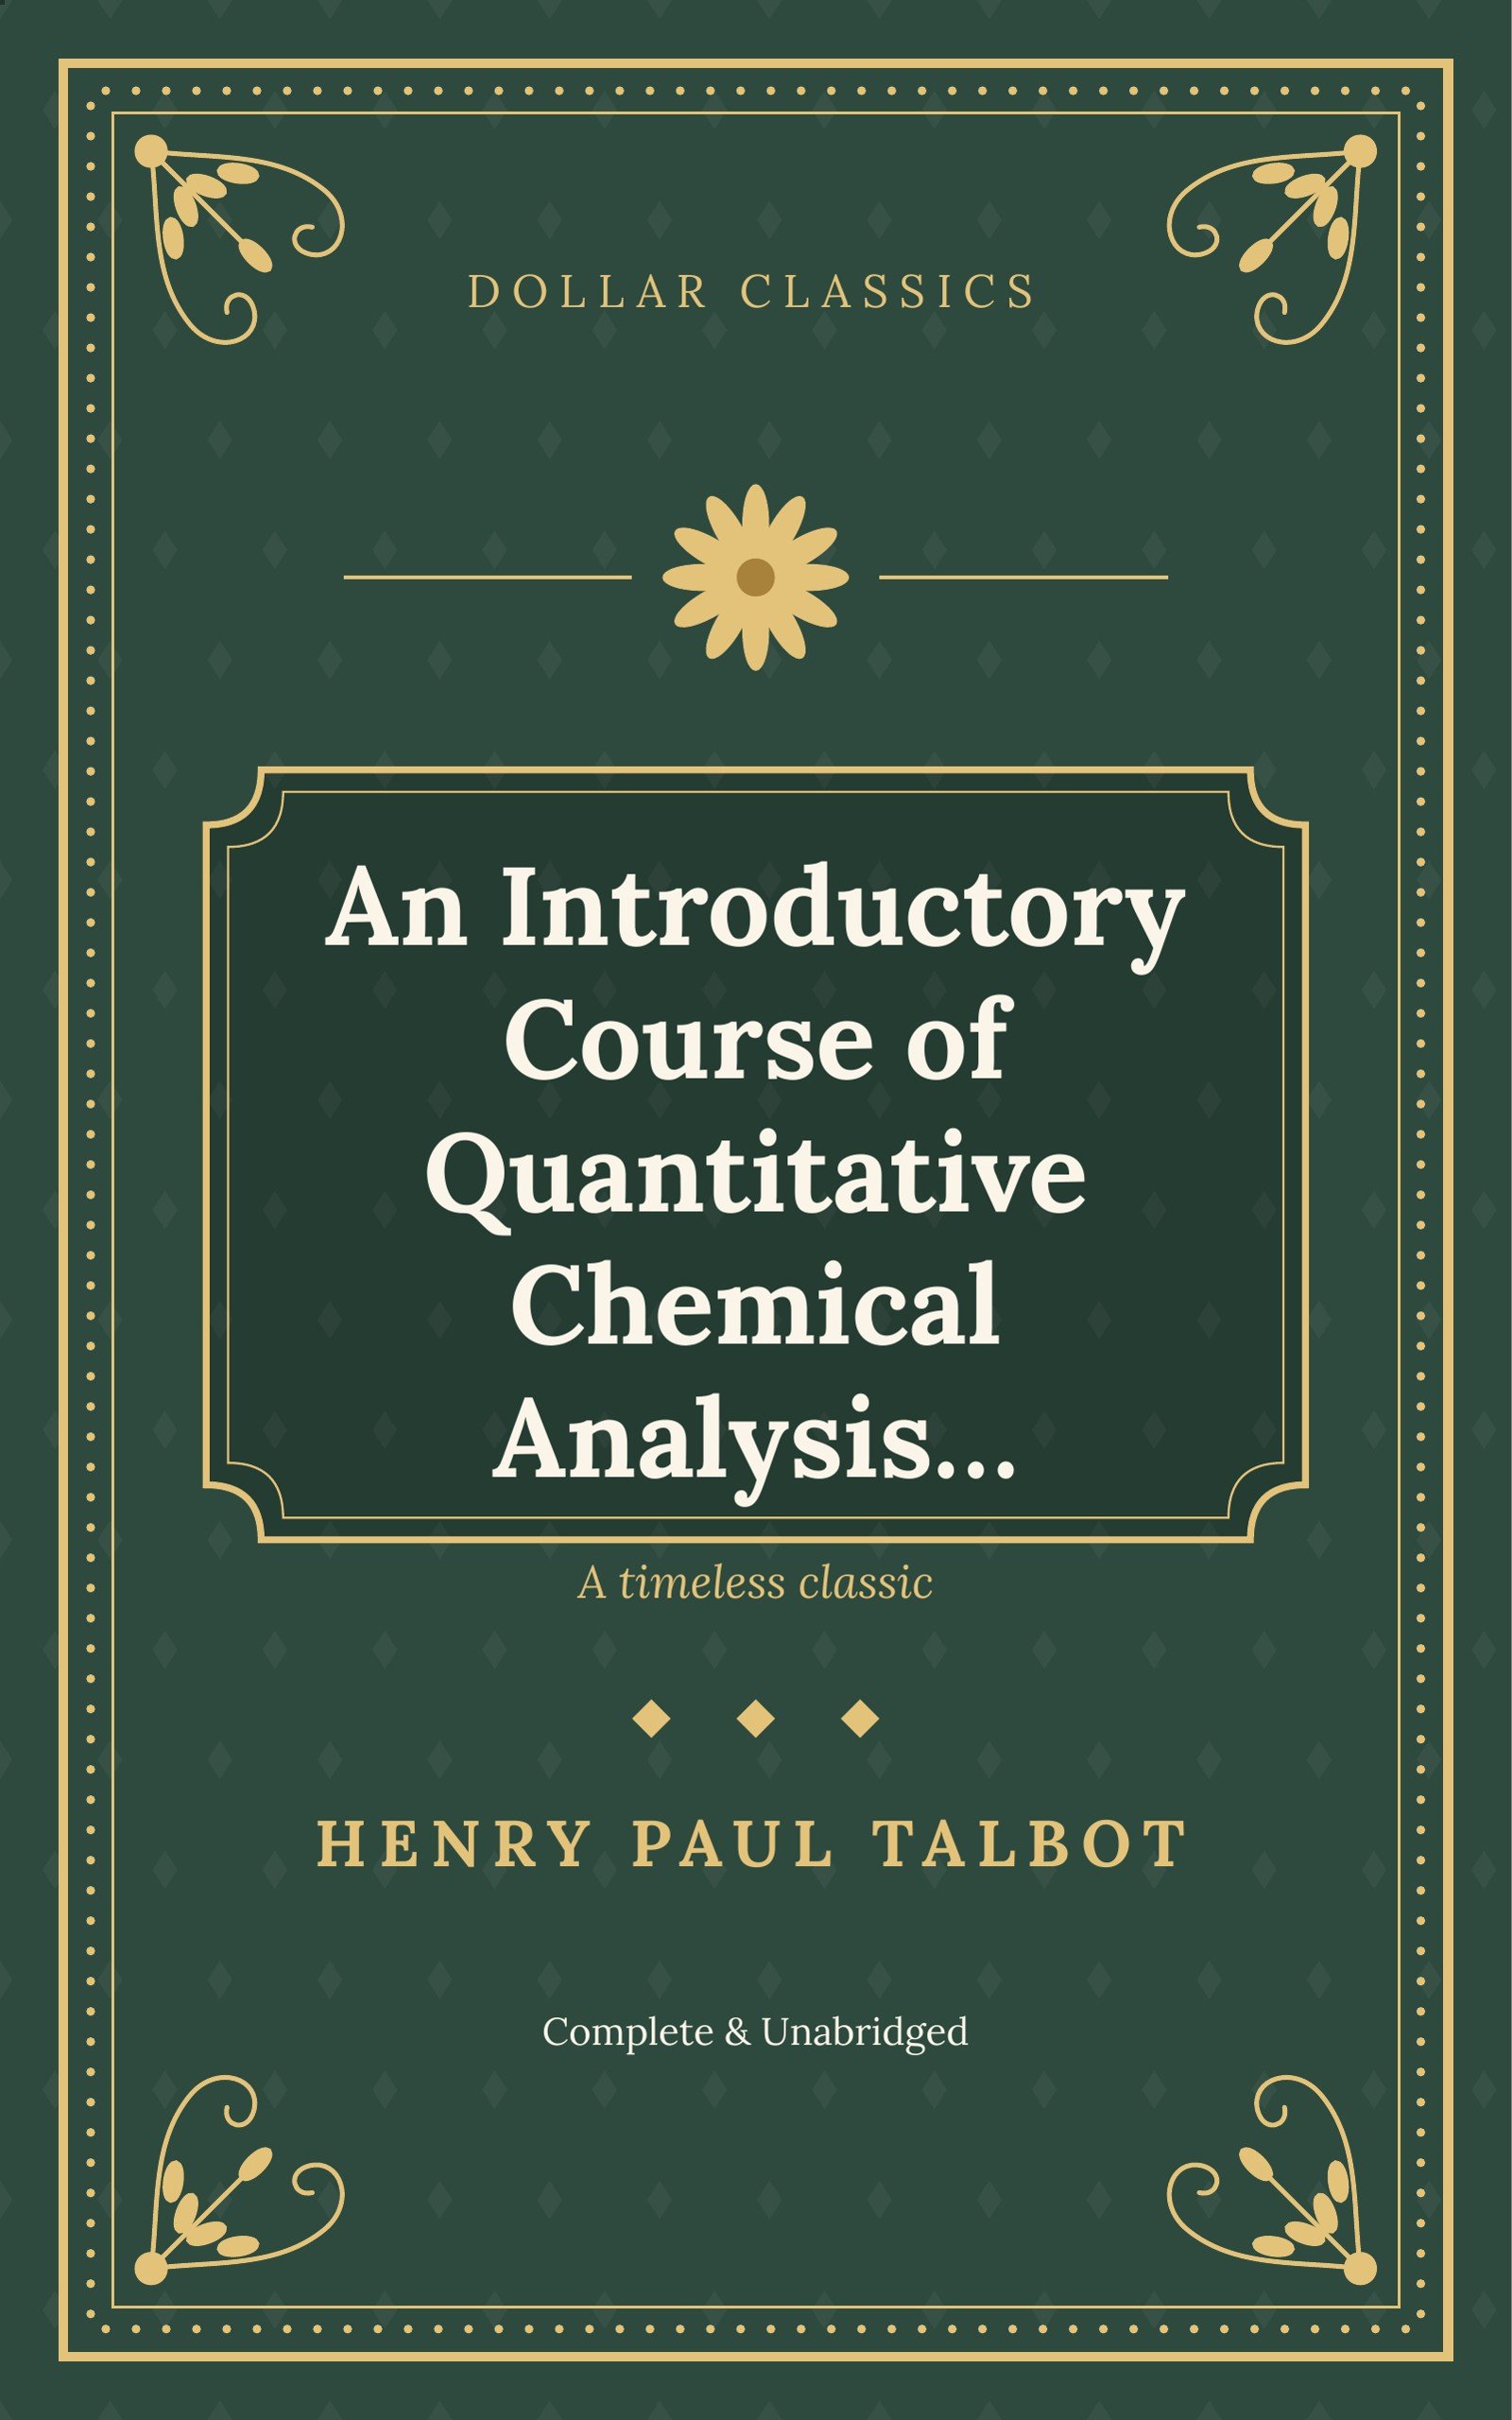 DOLLAR CLASSICS
An Introductory
Course of
Quantitative
Chemical
Analysis...
A timeless classic
HENRY PAUL TALBOT
Complete & Unabridged